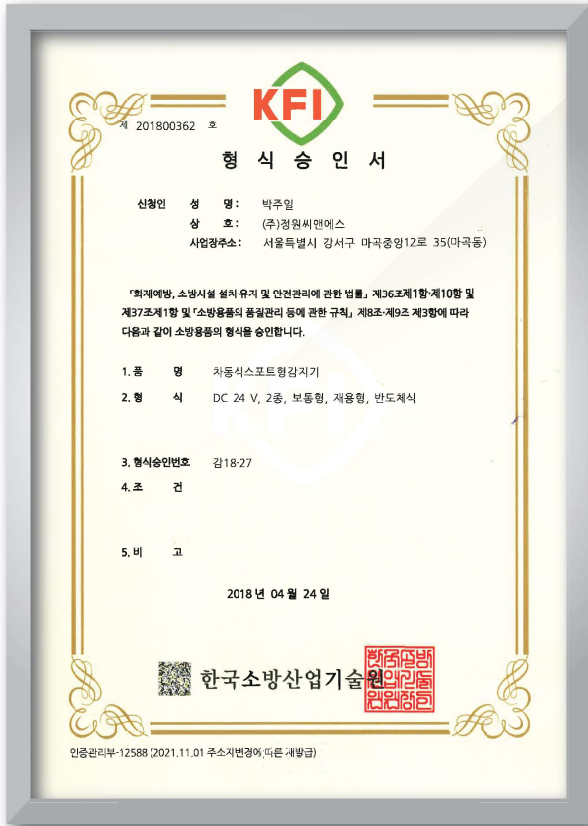 KFI
제 201800362 호
형 식 승 인 서
신청인 성 명 : 박주일
상 호 : (주)정원씨앤에스
사업장주소 : 서울특별시 강서구 마곡중앙12로 35(마곡동)
「화재예방, 소방시설 설치·유지 및 안전관리에 관한 법률」 제36조제1항·제10항 및
제37조제1항 및 「소방용품의 품질관리 등에 관한 규칙」 제8조·제9조 제3항에 따라
다음과 같이 소방용품의 형식을 승인합니다.
1. 품 명 차동식스포트형감지기
2. 형 식 DC 24 V, 2종, 보통형, 재용형, 반도체식
3. 형식승인번호 감18-27
4. 조 건
5. 비 고
2018 년 04 월 24 일
한국소방산업기술원
인증관리부-12588 (2021.11.01 주소지변경에 따른 재발급)